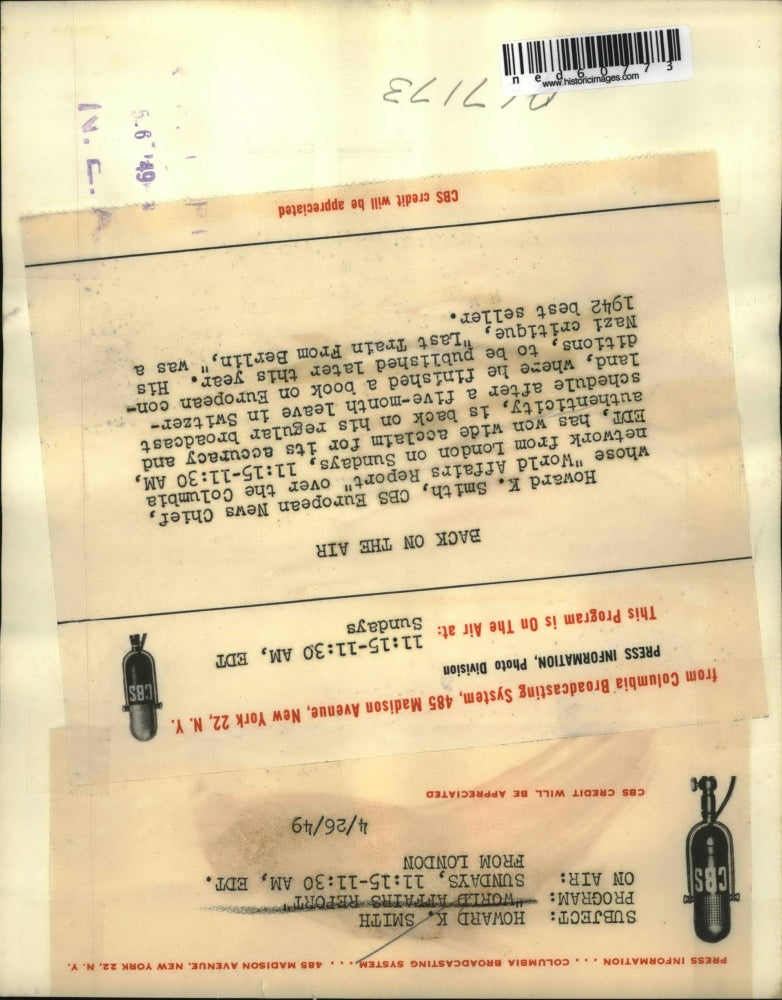 PRESS INFORMATION . . . COLUMBIA BROADCASTING SYSTEM . . . . 485 MADISON AVENUE, NEW YORK 22, N. Y.
SUBJECT: HOWARD K. SMITH
PROGRAM: "WORLD AFFAIRS REPORT"
ON AIR: SUNDAYS, 11:15-11:30 AM, EDT.
FROM LONDON
CBS
4/26/49
CBS CREDIT WILL BE APPRECIATED
from Columbia Broadcasting System, 485 Madison Avenue, New York 22, N. Y.
PRESS INFORMATION, Photo Division
CBS
This Program is On The Air at: 11:15-11:30 AM, EDT
Sundays
BACK ON THE AIR
Howard K. Smith, CBS European News Chief,
whose "World Affairs Report" over the Columbia
network from London on Sundays, 11:15-11:30 AM,
EDT, has won wide acclaim for its accuracy and
authenticity, is back on his regular broadcast
schedule after a five-month leave in Switzer-
land, where he finished a book on European con-
ditions, to be published later this year. His
Nazi critique, "Last Train From Berlin," was a
1942 best seller.
CBS credit will be appreciated
N. E. A
5.6 '49
17173
www.historicimages.com